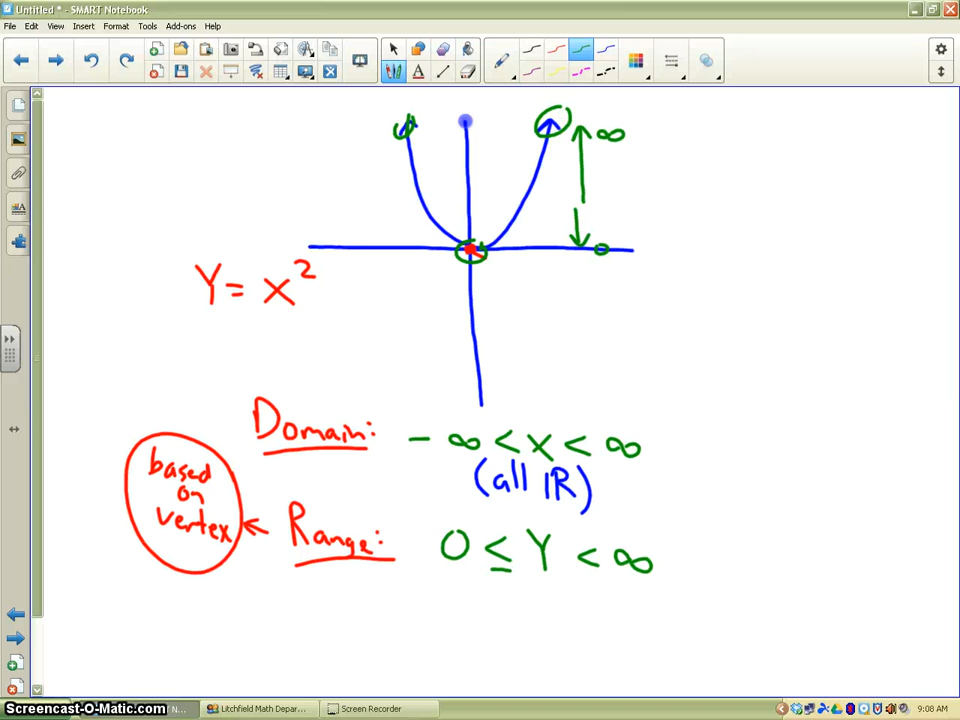 Untitled * - SMART Notebook
File Edit View Insert Format Tools Add-ons Help
∞
Y = x²
Domain: - ∞ < x < ∞
(all IR)
based
on
vertex
Range: 0 ≤ Y < ∞
Screencast-O-Matic.com
Litchfield Math Depar...
Screen Recorder
9:08 AM